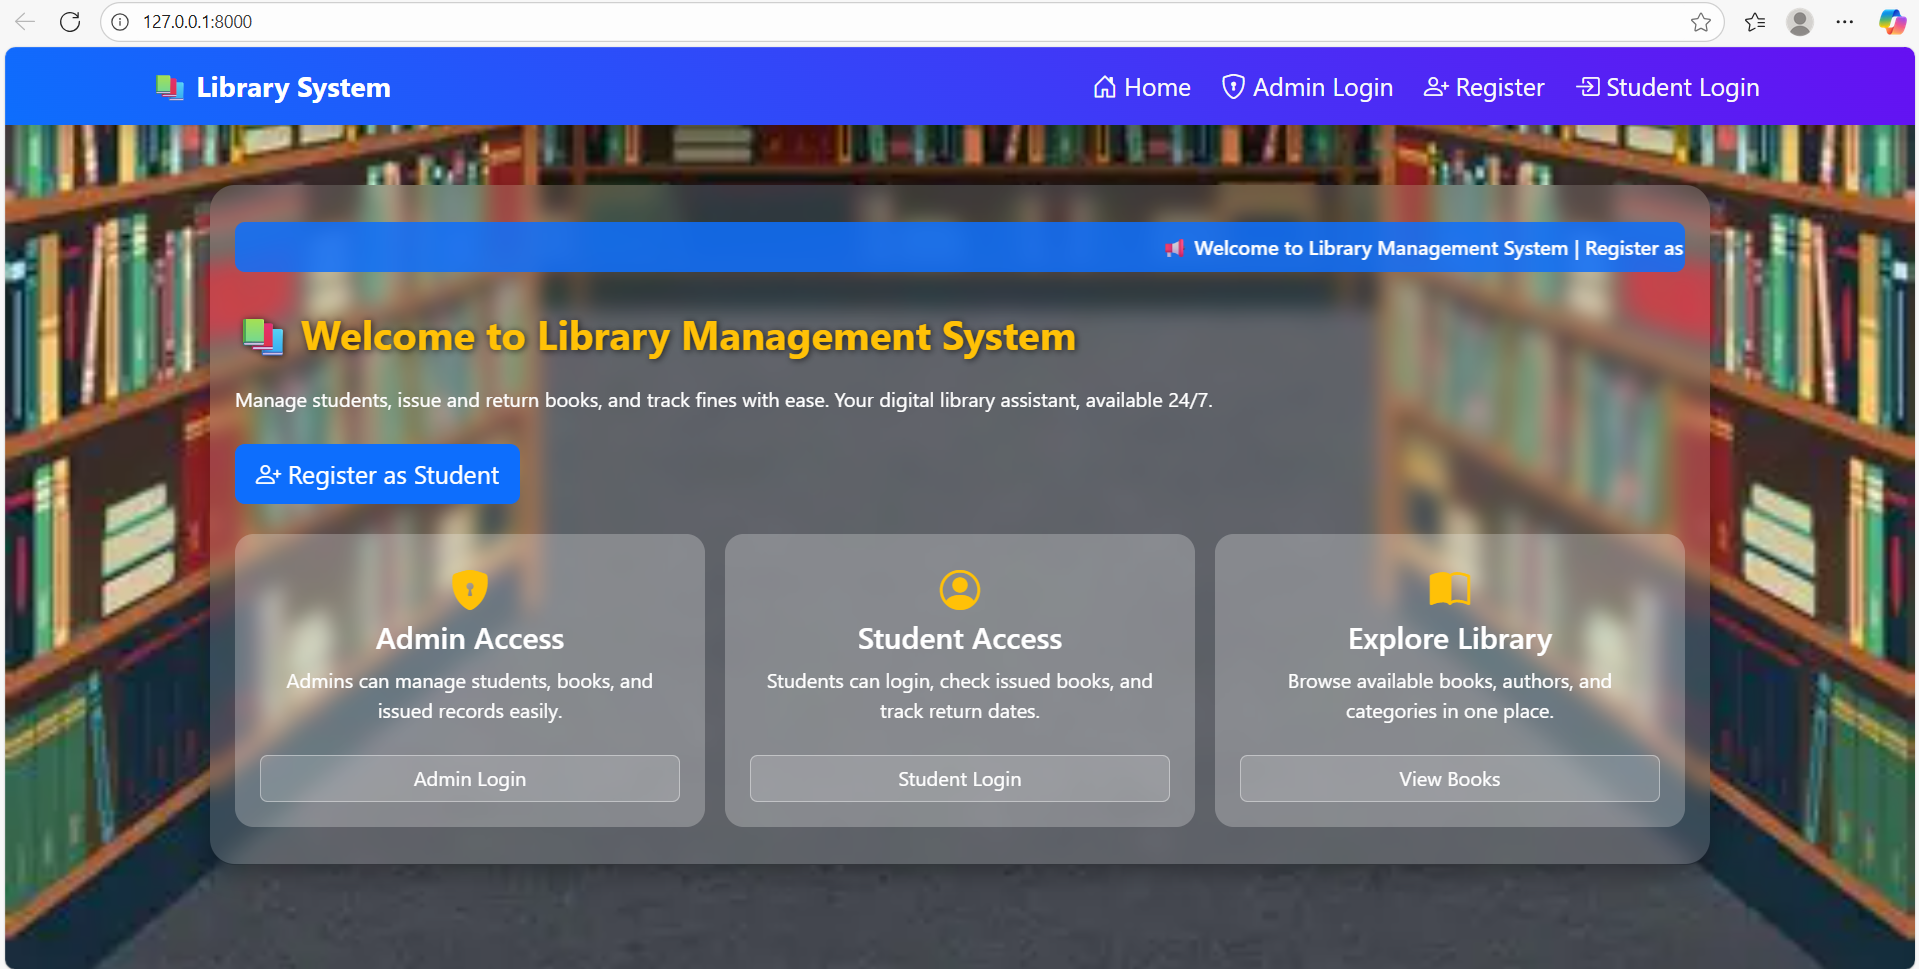 127.0.0.1:8000
Library System
Home
Admin Login
Register
Student Login
Welcome to Library Management System | Register as
Welcome to Library Management System
Manage students, issue and return books, and track fines with ease. Your digital library assistant, available 24/7.
Register as Student
Admin Access
Admins can manage students, books, and
issued records easily.
Admin Login
Student Access
Students can login, check issued books, and
track return dates.
Student Login
Explore Library
Browse available books, authors, and
categories in one place.
View Books